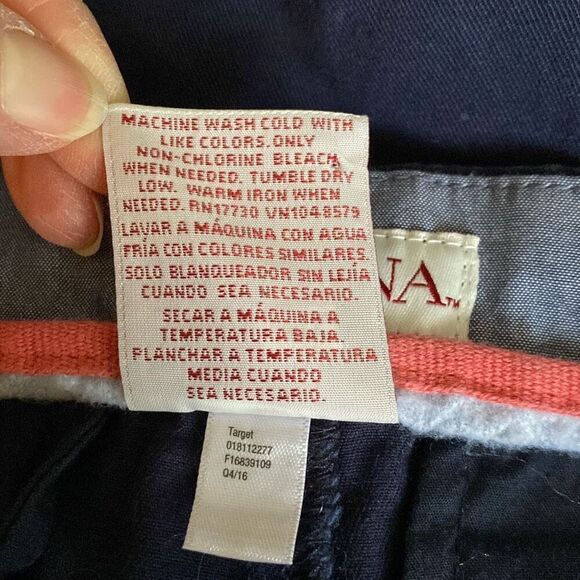 MACHINE WASH COLD WITH
LIKE COLORS. ONLY
NON-CHLORINE BLEACH
WHEN NEEDED. TUMBLE DRY
LOW. WARM IRON WHEN
NEEDED. RN17730 VN1048579
LAVAR A MÁQUINA CON AGUA
FRÍA CON COLORES SIMILARES.
SOLO BLANQUEADOR SIN LEJÍA
CUANDO SEA NECESARIO.
SECAR A MÁQUINA A
TEMPERATURA BAJA.
PLANCHAR A TEMPERATURA
MEDIA CUANDO
SEA NECESARIO.
NA™
Target
018112277
F16839109
Q4/16